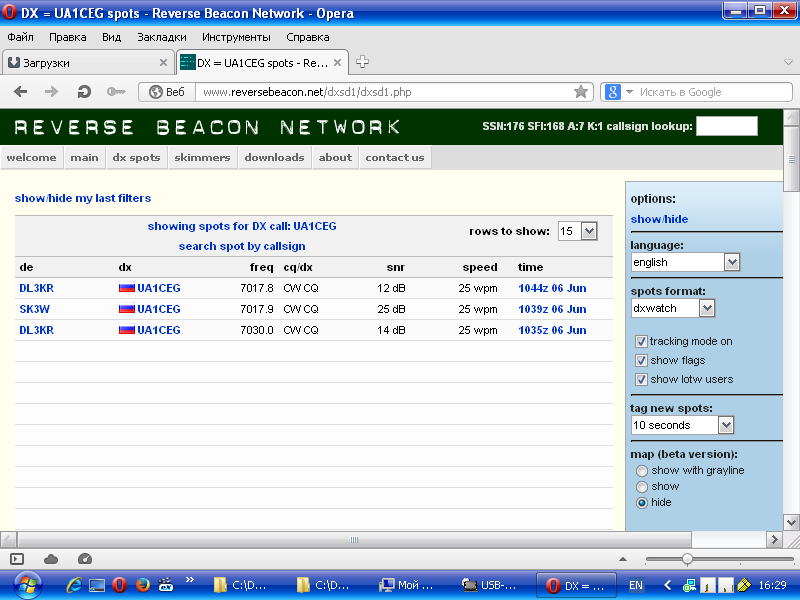 DX = UA1CEG spots - Reverse Beacon Network - Opera
Файл Правка Вид Закладки Инструменты Справка
Загрузки DX = UA1CEG spots - Re...
Веб www.reversebeacon.net/dxsd1/dxsd1.php Искать в Google
REVERSE BEACON NETWORK SSN:176 SFI:168 A:7 K:1 callsign lookup:
welcome main dx spots skimmers downloads about contact us
show/hide my last filters
showing spots for DX call: UA1CEG
search spot by callsign
rows to show: 15
de dx freq cq/dx snr speed time
DL3KR UA1CEG 7017.8 CW CQ 12 dB 25 wpm 1044z 06 Jun
SK3W UA1CEG 7017.9 CW CQ 25 dB 25 wpm 1039z 06 Jun
DL3KR UA1CEG 7030.0 CW CQ 14 dB 25 wpm 1035z 06 Jun
options:
show/hide
language:
english
spots format:
dxwatch
tracking mode on
show flags
show lotw users
tag new spots:
10 seconds
map (beta version):
show with grayline
show
hide
C:\D... C:\D... Мой ... USB-... DX = ... EN 16:29